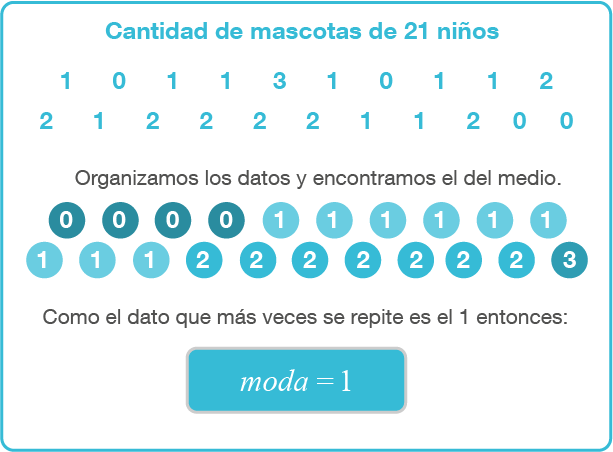 Cantidad de mascotas de 21 niños
1 0 1 1 3 1 0 1 1 2
2 1 2 2 2 2 1 1 2 0 0
Organizamos los datos y encontramos el del medio.
0 0 0 0 1 1 1 1 1 1
1 1 1 2 2 2 2 2 2 2 3
Como el dato que más veces se repite es el 1 entonces:
moda = 1